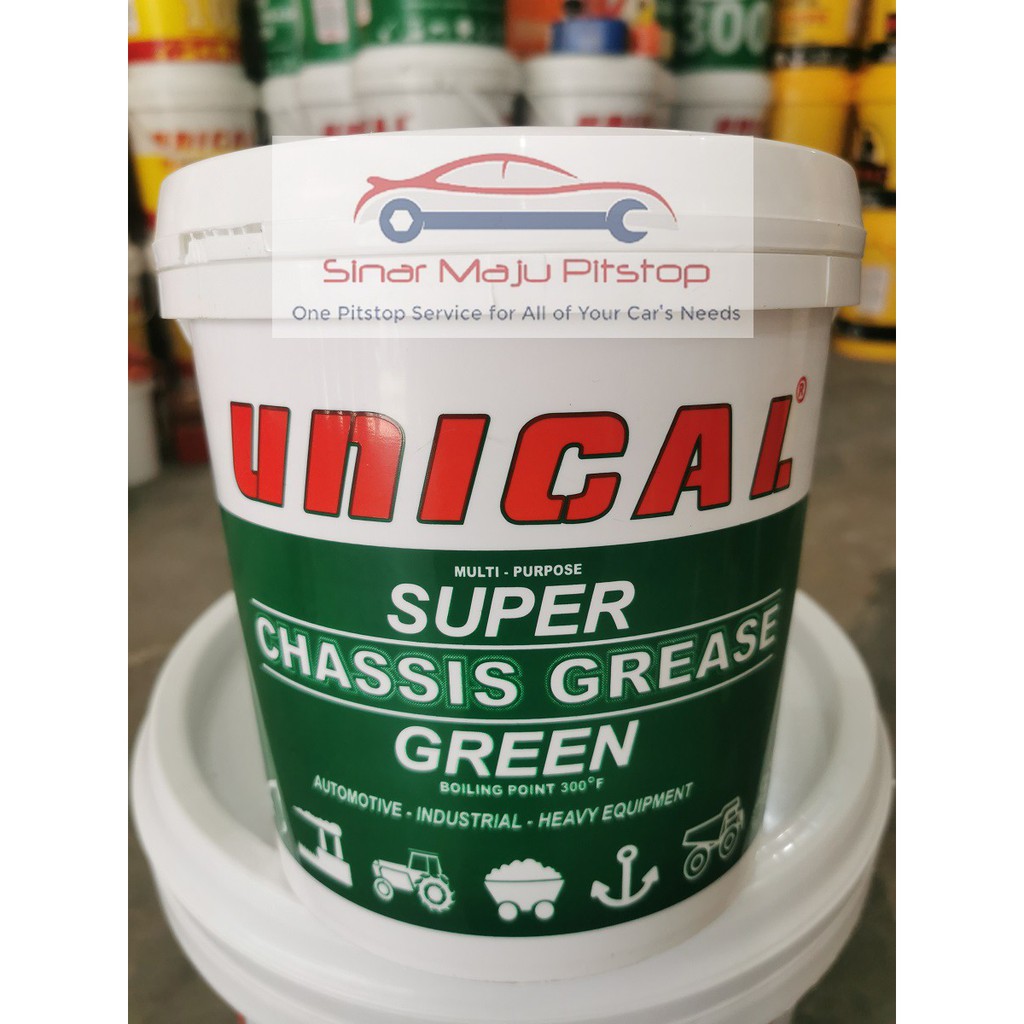 300
UNICAL
Sinar Maju Pitstop
One Pitstop Service for All of Your Car's Needs
UNICAL®
MULTI - PURPOSE
SUPER
CHASSIS GREASE
GREEN
BOILING POINT 300°F
AUTOMOTIVE - INDUSTRIAL - HEAVY EQUIPMENT